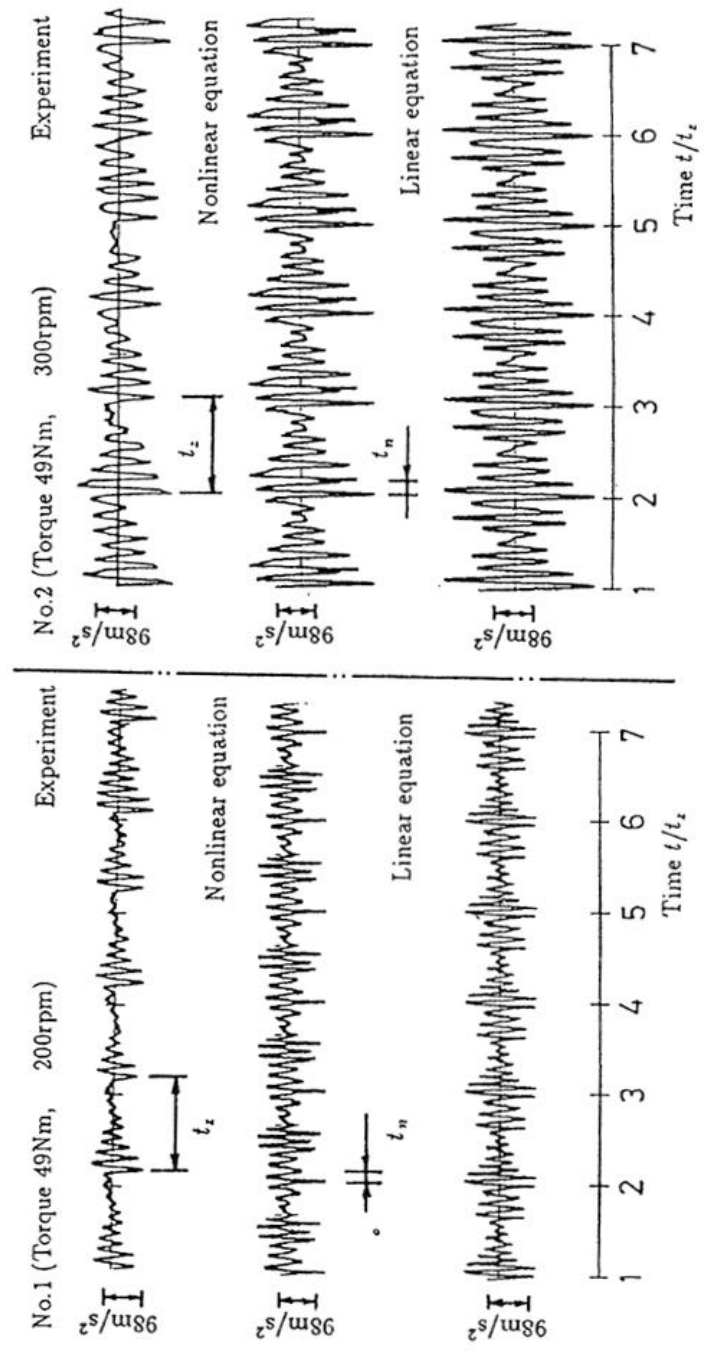 No.1 (Torque 49Nm, 200rpm)
Experiment
98m/s²
t_z
Nonlinear equation
98m/s²
t_n
Linear equation
98m/s²
1 2 3 4 5 6 7
Time t/t_z
No.2 (Torque 49Nm, 300rpm)
Experiment
98m/s²
t_z
Nonlinear equation
98m/s²
t_n
Linear equation
98m/s²
1 2 3 4 5 6 7
Time t/t_z